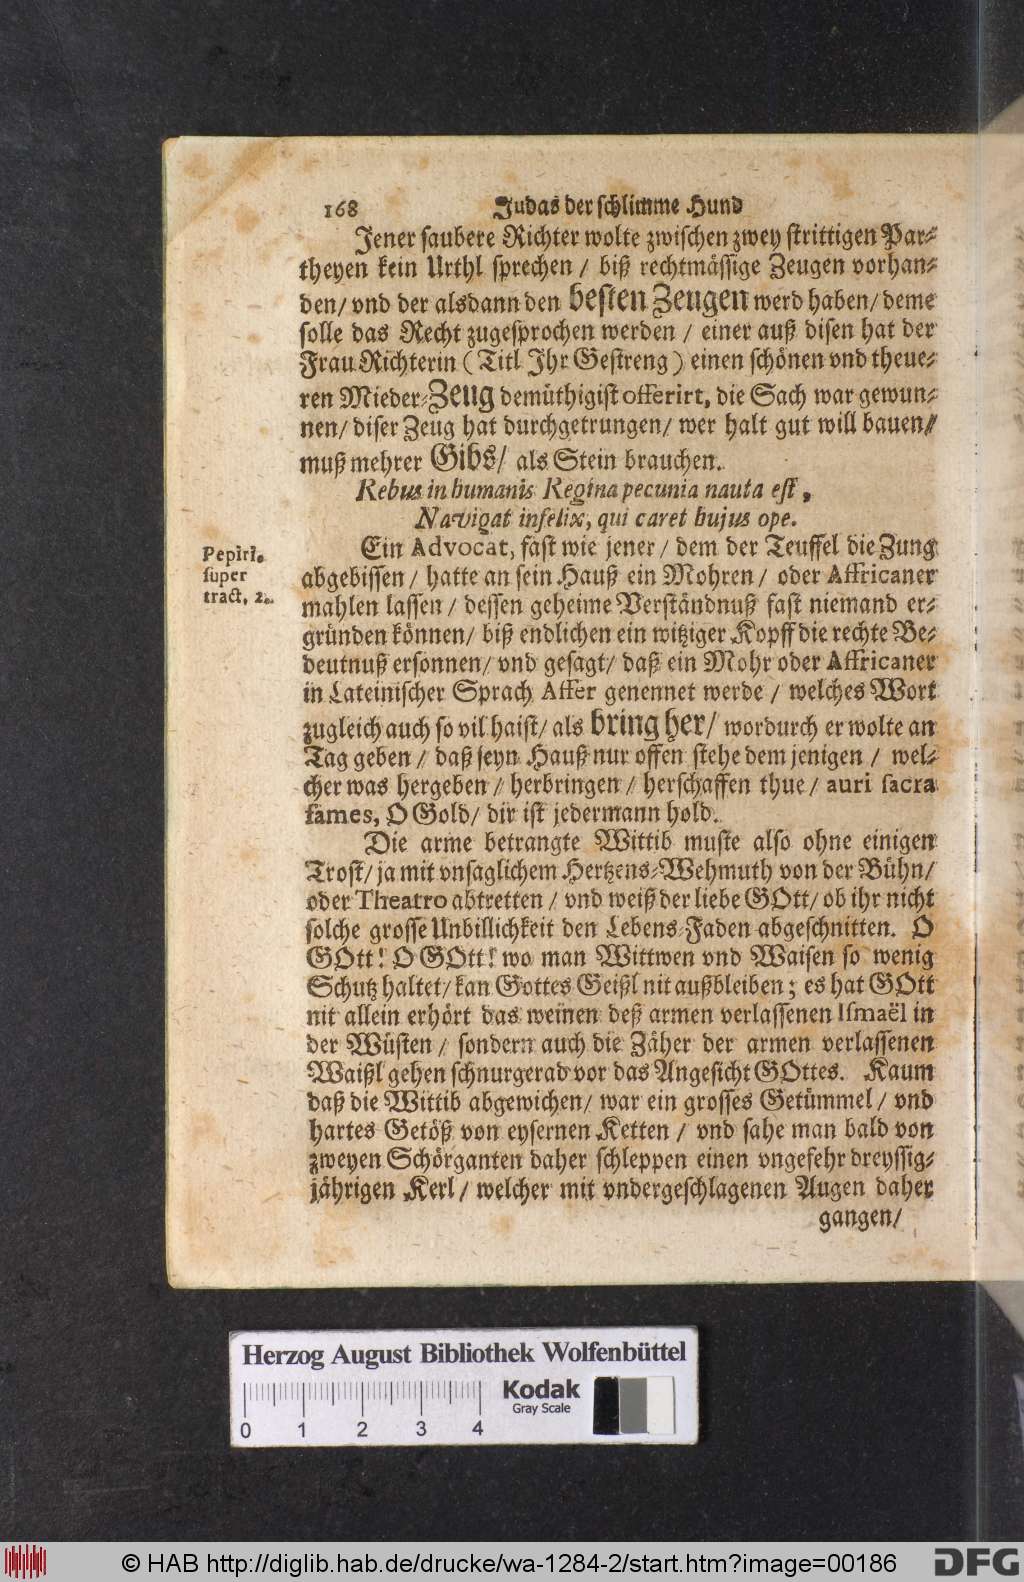 168 Judas der schlimme Hund
Jener saubere Richter wolte zwischen zwey strittigen Par-
theyen kein Urthl sprechen / biß rechtmässige Zeugen vorhan-
den/ vnd der alsdann den besten Zeugen werd haben/ deme
solle das Recht zugesprochen werden / einer auß disen hat der
Frau Richterin (Titl Jhr Gestreng) einen schönen vnd theue-
ren Mieder-Zeug demüthigist offerirt, die Sach war gewun-
nen/ diser Zeug hat durchgetrungen/ wer halt gut will bauen/
muß mehrer Gibs/ als Stein brauchen.
Rebus in humanis Regina pecunia nauta est,
Navigat infelix, qui caret hujus ope.
Pepiri.
super
tract, 2.
Ein Advocat, fast wie jener / dem der Teuffel die Zung
abgebissen / hatte an sein Hauß ein Mohren / oder Affricaner
mahlen lassen / dessen geheime Verständnuß fast niemand er-
gründen können/ biß endlichen ein witziger Kopff die rechte Be-
deutnuß ersonnen/ vnd gesagt/ daß ein Mohr oder Affricaner
in Lateinischer Sprach Affer genennet werde / welches Wort
zugleich auch so vil haist/ als bring her/ wordurch er wolte an
Tag geben / daß seyn Hauß nur offen stehe dem jenigen / wel-
cher was hergeben / herbringen / herschaffen thue / auri sacra
fames, O Gold/ dir ist jedermann hold.
Die arme betrangte Wittib muste also ohne einigen
Trost/ ja mit vnsaglichem Hertzens-Wehmuth von der Bühn/
oder Theatro abtretten / vnd weiß der liebe GOtt/ ob ihr nicht
solche grosse Unbillichkeit den Lebens-Faden abgeschnitten. O
GOtt! O GOtt! wo man Wittwen vnd Waisen so wenig
Schutz haltet/ kan Gottes Geißl nit außbleiben; es hat GOtt
nit allein erhört das weinen deß armen verlassenen Ismaël in
der Wüsten / sondern auch die Zäher der armen verlassenen
Waißl gehen schnurgerad vor das Angesicht GOttes. Kaum
daß die Wittib abgewichen/ war ein grosses Getümmel / vnd
hartes Getöß von eysernen Ketten / vnd sahe man bald von
zweyen Schörganten daher schleppen einen vngefehr dreyssig-
jährigen Kerl/ welcher mit vndergeschlagenen Augen daher
gangen/
Herzog August Bibliothek Wolfenbüttel
Kodak
Gray Scale
0 1 2 3 4
© HAB http://diglib.hab.de/drucke/wa-1284-2/start.htm?image=00186
DFG